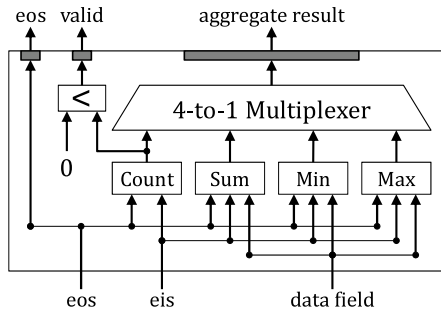 eos valid aggregate result
<
4-to-1 Multiplexer
0
Count Sum Min Max
eos eis data field